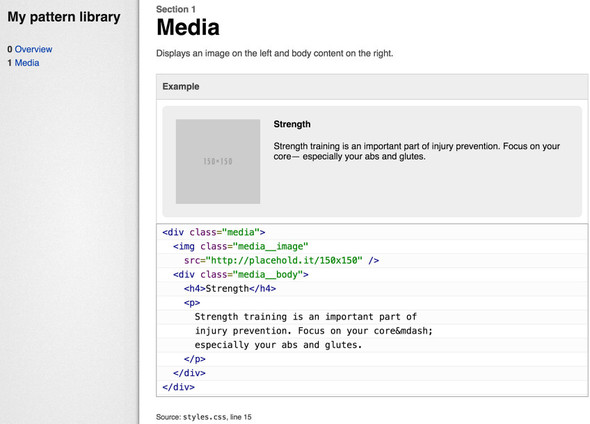 My pattern library
0 Overview
1 Media
Section 1
Media
Displays an image on the left and body content on the right.
Example
150×150
Strength
Strength training is an important part of injury prevention. Focus on your
core— especially your abs and glutes.
<div class="media">
<img class="media__image"
src="http://placehold.it/150x150" />
<div class="media__body">
<h4>Strength</h4>
<p>
Strength training is an important part of
injury prevention. Focus on your core&mdash;
especially your abs and glutes.
</p>
</div>
</div>
Source: styles.css, line 15